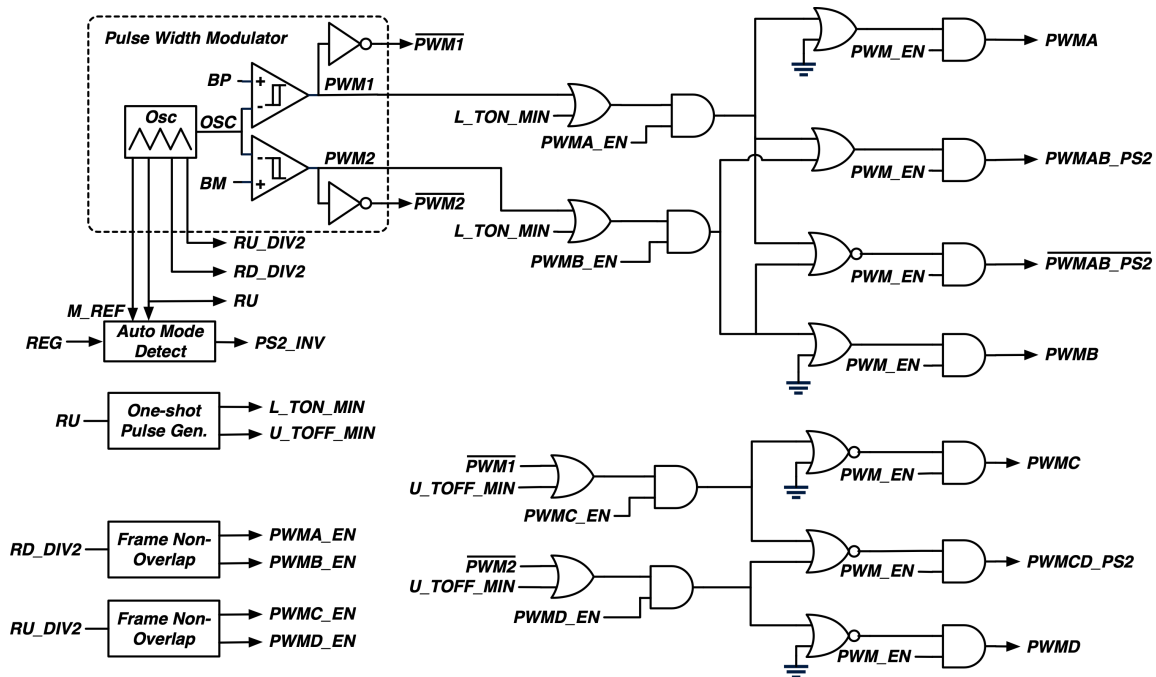 Pulse Width Modulator
PWM1
BP
+
-
PWM1
Osc
OSC
-
+
BM
PWM2
PWM2
RU_DIV2
RD_DIV2
RU
M_REF
REG
Auto Mode
Detect
PS2_INV
RU
One-shot
Pulse Gen.
L_TON_MIN
U_TOFF_MIN
RD_DIV2
Frame Non-
Overlap
PWMA_EN
PWMB_EN
RU_DIV2
Frame Non-
Overlap
PWMC_EN
PWMD_EN
L_TON_MIN
PWMA_EN
L_TON_MIN
PWMB_EN
PWM_EN
PWMA
PWM_EN
PWMAB_PS2
PWM_EN
PWMAB_PS2
PWM_EN
PWMB
PWM1
U_TOFF_MIN
PWMC_EN
PWM2
U_TOFF_MIN
PWMD_EN
PWM_EN
PWMC
PWM_EN
PWMCD_PS2
PWM_EN
PWMD